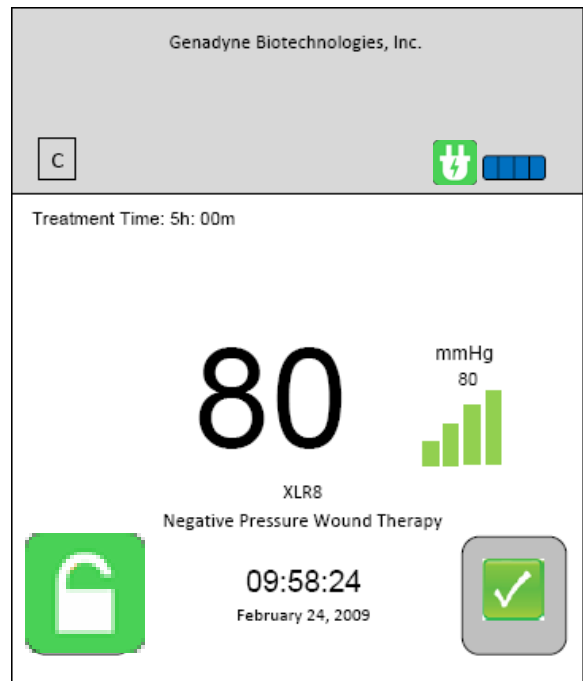 Genadyne Biotechnologies, Inc.
C
Treatment Time: 5h: 00m
80
mmHg
80
XLR8
Negative Pressure Wound Therapy
09:58:24
February 24, 2009